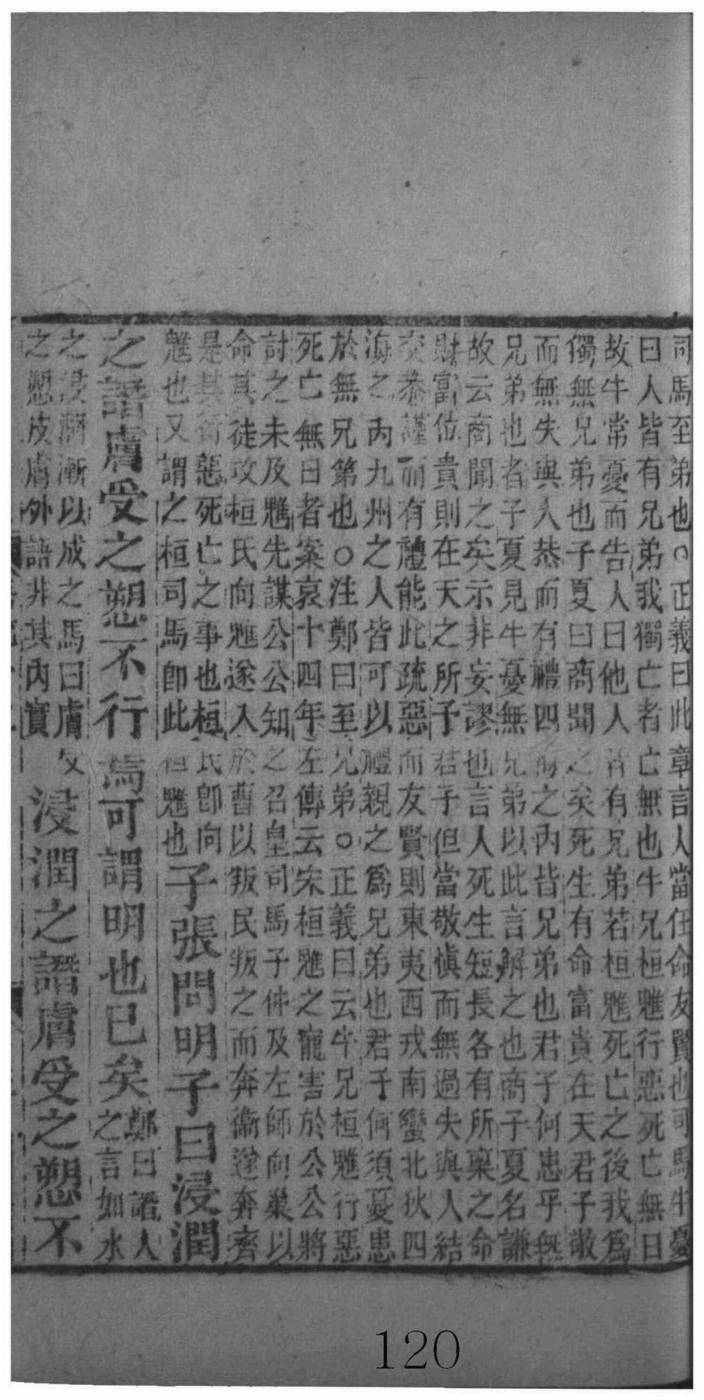 司馬至弟也○正義曰此章言人當任命友賢也司馬牛憂
曰人皆有兄弟我獨亡者亡無也牛兄桓魋行惡死亡無日
故牛常憂而告人曰他人皆有兄弟若桓魋死亡之後我爲
獨無兄弟也子夏曰商聞之矣死生有命富貴在天君子敬
而無失與人恭而有禮四海之內皆兄弟也君子何患乎無
兄弟也者子夏見牛憂無兄弟以此言解之也商子夏名謙
故云商聞之矣示非妄謬也言人死生短長各有所稟之命
財富位貴則在天之所予君子但當敬愼而無過失與人結
交恭謹而有禮能此疏惡而友賢則東夷西戎南蠻北狄四
海之內九州之人皆可以禮親之爲兄弟也君子何須憂患
於無兄第也○注鄭曰至兄弟○正義曰云牛兄桓魋行惡
死亡無日者案哀十四年左傳云宋桓魋之寵害於公公將
討之未及魋先謀公公知之召皇司馬子仲及左師向巢以
命其徒攻桓氏向魋遂入於曹以叛民叛之而奔衞遂奔齊
是其行惡死亡之事也桓氏卽向
魋也又謂之桓司馬卽此桓魋也
子張問明子曰浸潤
之譖膚受之愬不行焉可謂明也已矣
鄭曰譖人
之言如水
之浸潤漸以成之馬曰膚受
之愬皮膚外語非其內實
浸潤之譖膚受之愬不
120